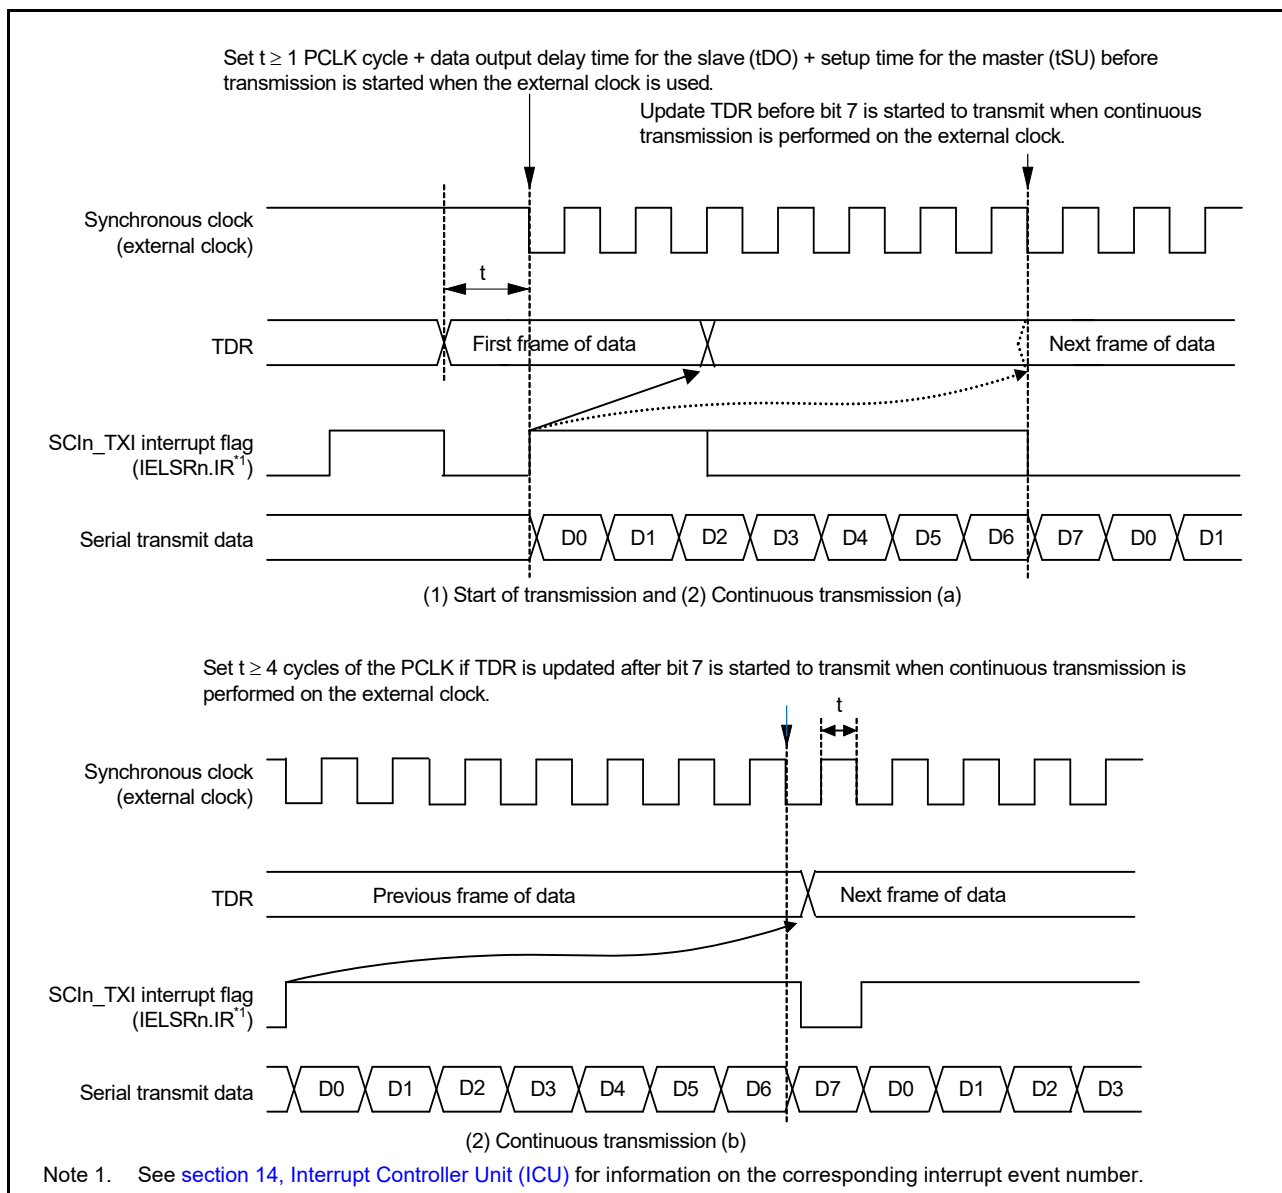 Set t ≥ 1 PCLK cycle + data output delay time for the slave (tDO) + setup time for the master (tSU) before
transmission is started when the external clock is used.
Update TDR before bit 7 is started to transmit when continuous
transmission is performed on the external clock.
Synchronous clock
(external clock)
t
TDR
First frame of data
Next frame of data
SCIn_TXI interrupt flag
(IELSRn.IR*1)
Serial transmit data
D0 D1 D2 D3 D4 D5 D6 D7 D0 D1
(1) Start of transmission and (2) Continuous transmission (a)
Set t ≥ 4 cycles of the PCLK if TDR is updated after bit 7 is started to transmit when continuous transmission is
performed on the external clock.
t
Synchronous clock
(external clock)
TDR
Previous frame of data
Next frame of data
SCIn_TXI interrupt flag
(IELSRn.IR*1)
Serial transmit data
D0 D1 D2 D3 D4 D5 D6 D7 D0 D1 D2 D3
(2) Continuous transmission (b)
Note 1. See section 14, Interrupt Controller Unit (ICU) for information on the corresponding interrupt event number.